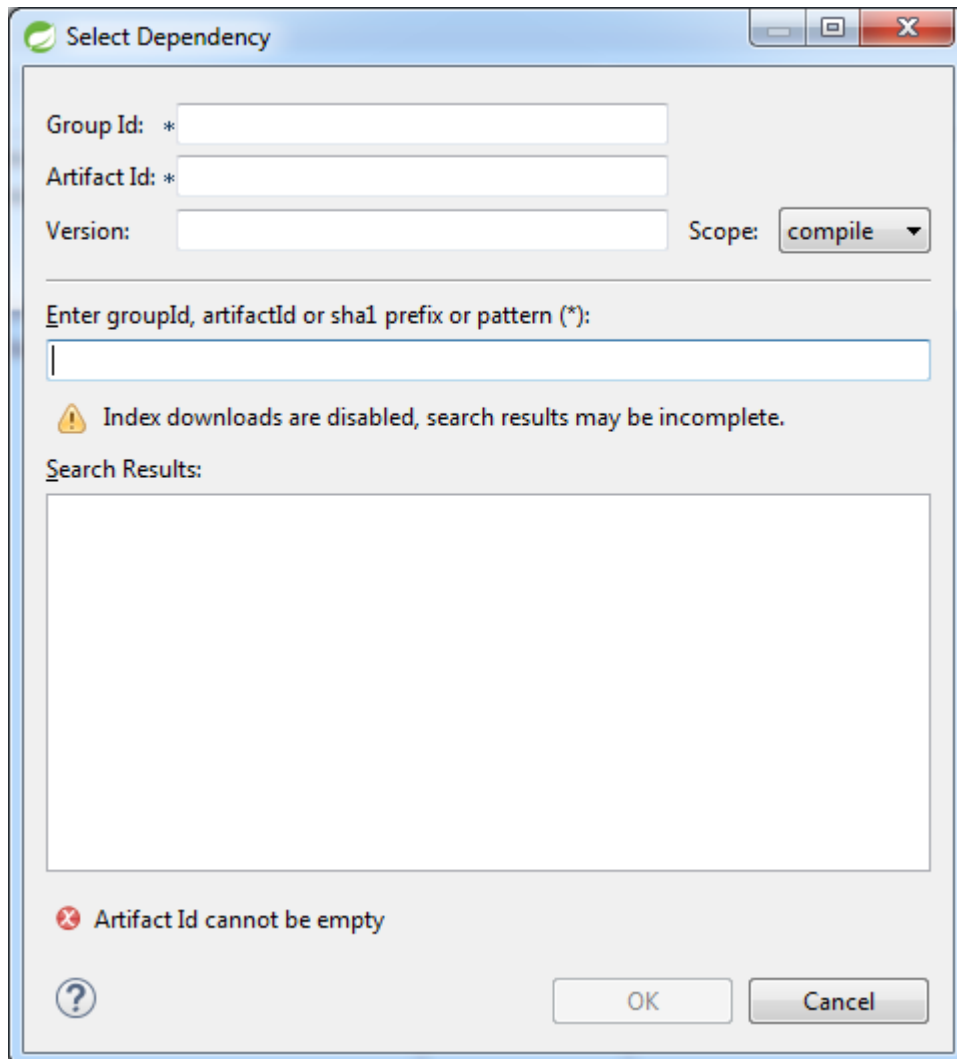 Select Dependency
Group Id: *
Artifact Id: *
Version:
Scope: compile
Enter groupId, artifactId or sha1 prefix or pattern (*):
Index downloads are disabled, search results may be incomplete.
Search Results:
Artifact Id cannot be empty
OK Cancel